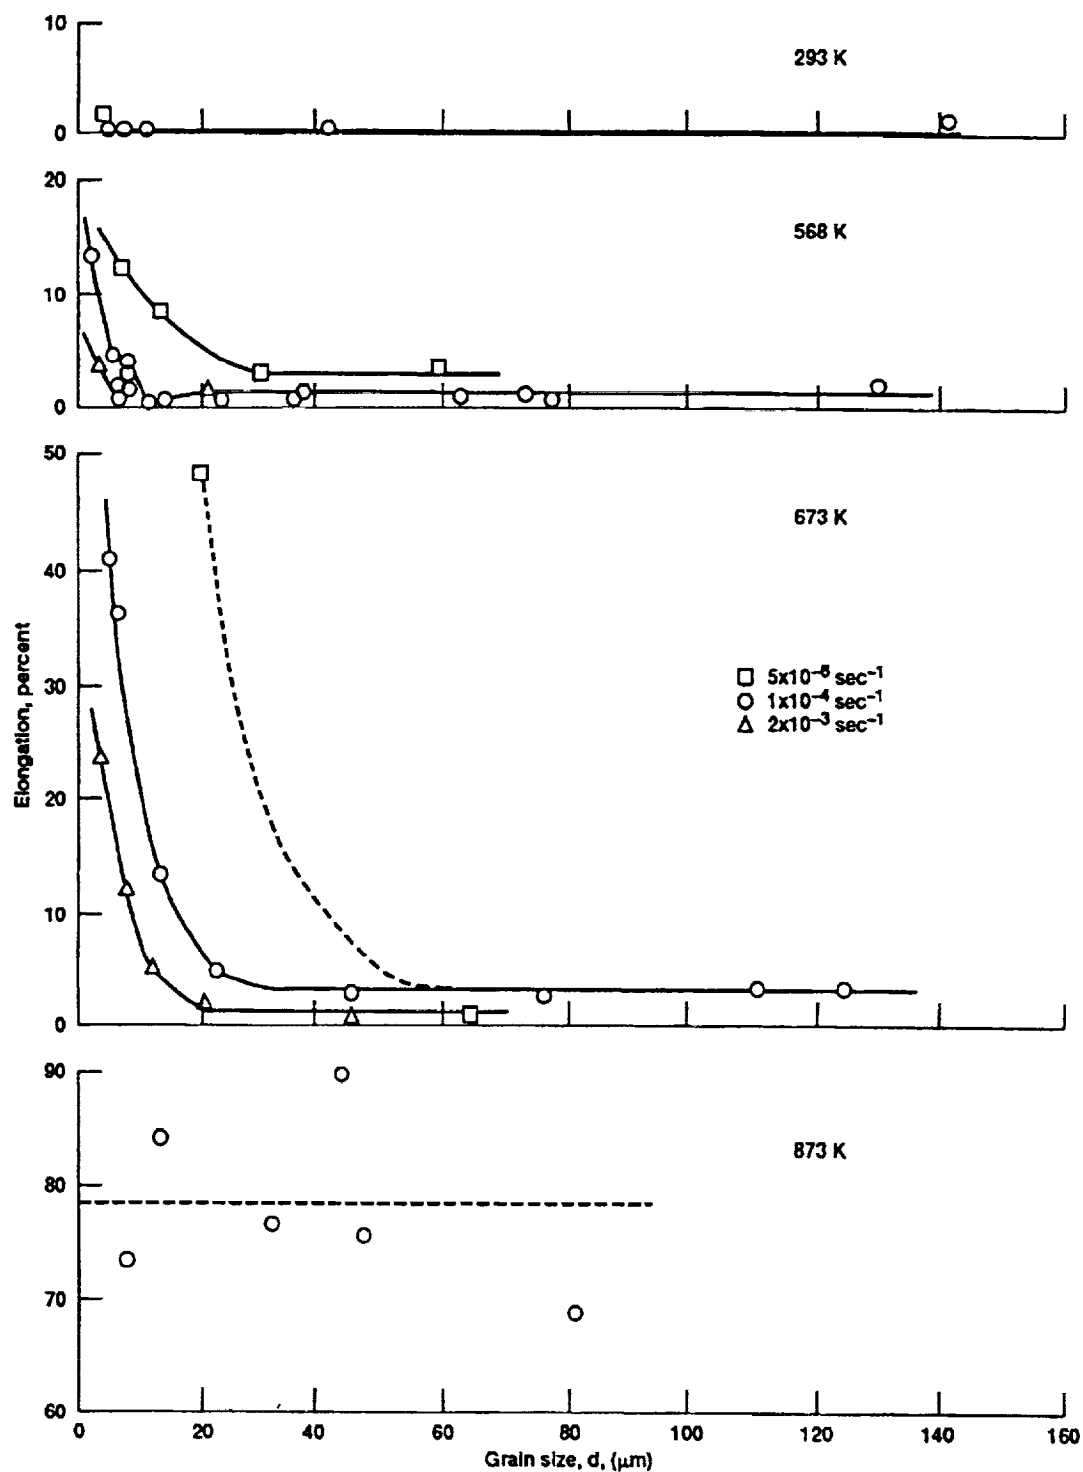 10
293 K
0
20
568 K
10
0
50
673 K
40
Elongation, percent
30
□ 5x10⁻⁵ sec⁻¹
○ 1x10⁻⁴ sec⁻¹
△ 2x10⁻³ sec⁻¹
20
10
0
90
873 K
80
70
60
0 20 40 60 80 100 120 140 160
Grain size, d, (μm)